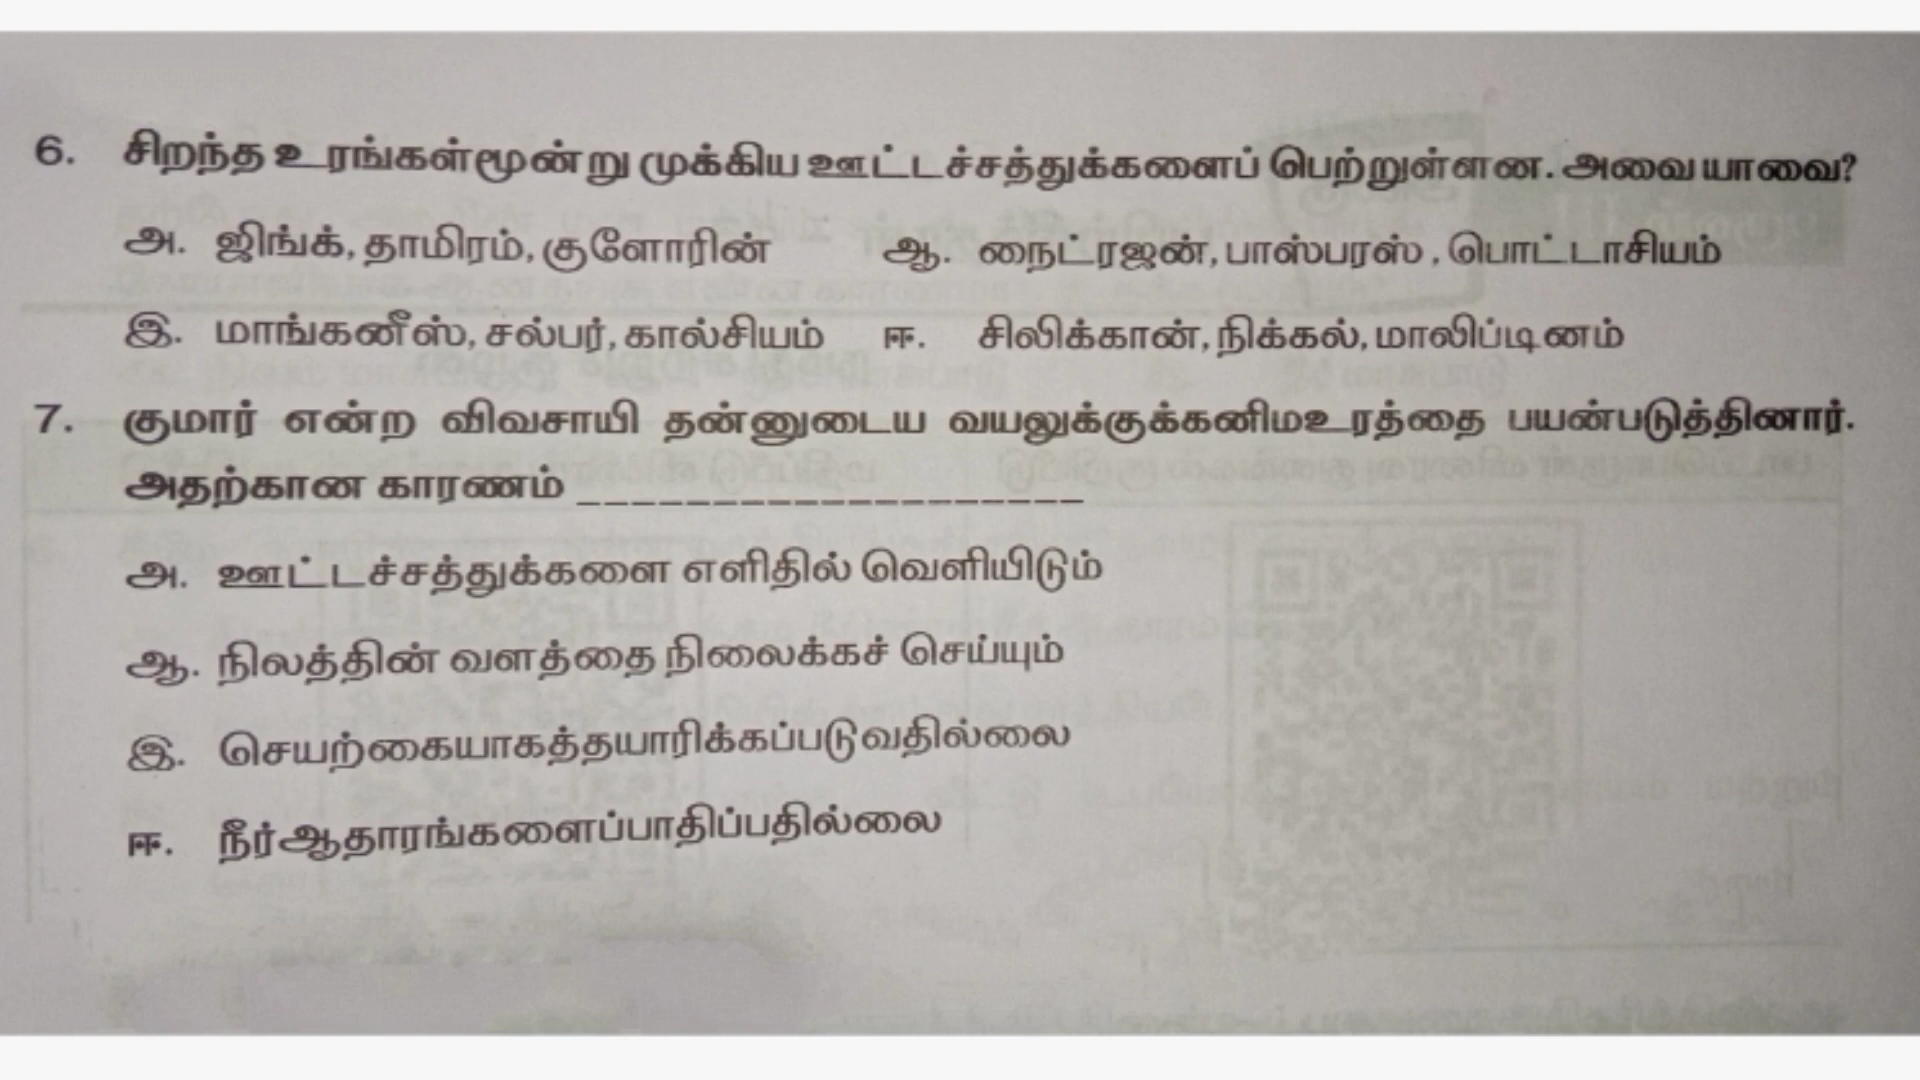 6. சிறந்த உரங்கள்மூன்று முக்கிய ஊட்டச்சத்துக்களைப் பெற்றுள்ளன. அவை யாவை?
அ. ஜிங்க், தாமிரம், குளோரின் ஆ. நைட்ரஜன், பாஸ்பரஸ் , பொட்டாசியம்
இ. மாங்கனீஸ், சல்பர், கால்சியம் ஈ. சிலிக்கான், நிக்கல், மாலிப்டினம்
7. குமார் என்ற விவசாயி தன்னுடைய வயலுக்குக்கனிமஉரத்தை பயன்படுத்தினார்.
அதற்கான காரணம் ___________________
அ. ஊட்டச்சத்துக்களை எளிதில் வெளியிடும்
ஆ. நிலத்தின் வளத்தை நிலைக்கச் செய்யும்
இ. செயற்கையாகத்தயாரிக்கப்படுவதில்லை
ஈ. நீர்ஆதாரங்களைப்பாதிப்பதில்லை